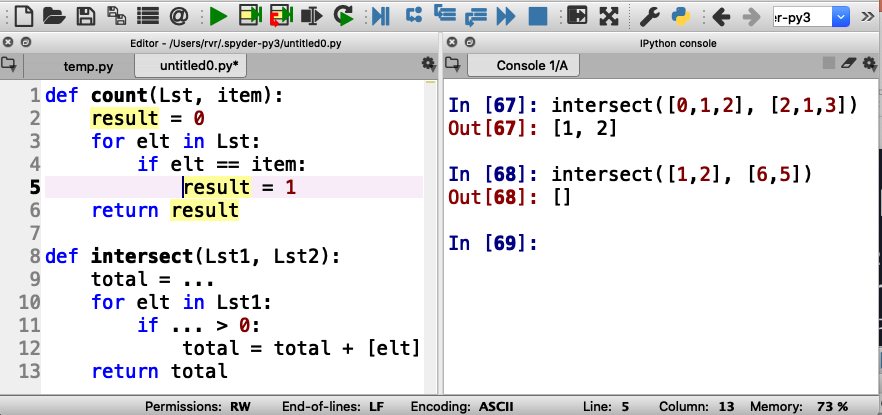 er-py3
Editor - /Users/rvr/.spyder-py3/untitled0.py
temp.py
untitled0.py*
1 def count(Lst, item):
2     result = 0
3     for elt in Lst:
4         if elt == item:
5             result = 1
6     return result
7
8 def intersect(Lst1, Lst2):
9     total = ...
10     for elt in Lst1:
11         if ... > 0:
12             total = total + [elt]
13     return total
IPython console
Console 1/A
In [67]: intersect([0,1,2], [2,1,3])
Out[67]: [1, 2]
In [68]: intersect([1,2], [6,5])
Out[68]: []
In [69]:
Permissions: RW End-of-lines: LF Encoding: ASCII Line: 5 Column: 13 Memory: 73 %